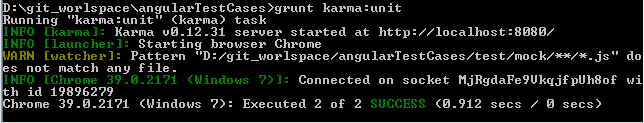 D:\git_worlspace\angularTestCases>grunt karma:unit
Running "karma:unit" (karma) task
INFO [karma]: Karma v0.12.31 server started at http://localhost:8080/
INFO [launcher]: Starting browser Chrome
WARN [watcher]: Pattern "D:/git_worlspace/angularTestCases/test/mock/**/*.js" do
es not match any file.
INFO [Chrome 39.0.2171 (Windows 7)]: Connected on socket MjRgdaFe9VkqjfpUh8of wi
th id 19896279
Chrome 39.0.2171 (Windows 7): Executed 2 of 2 SUCCESS (0.912 secs / 0 secs)